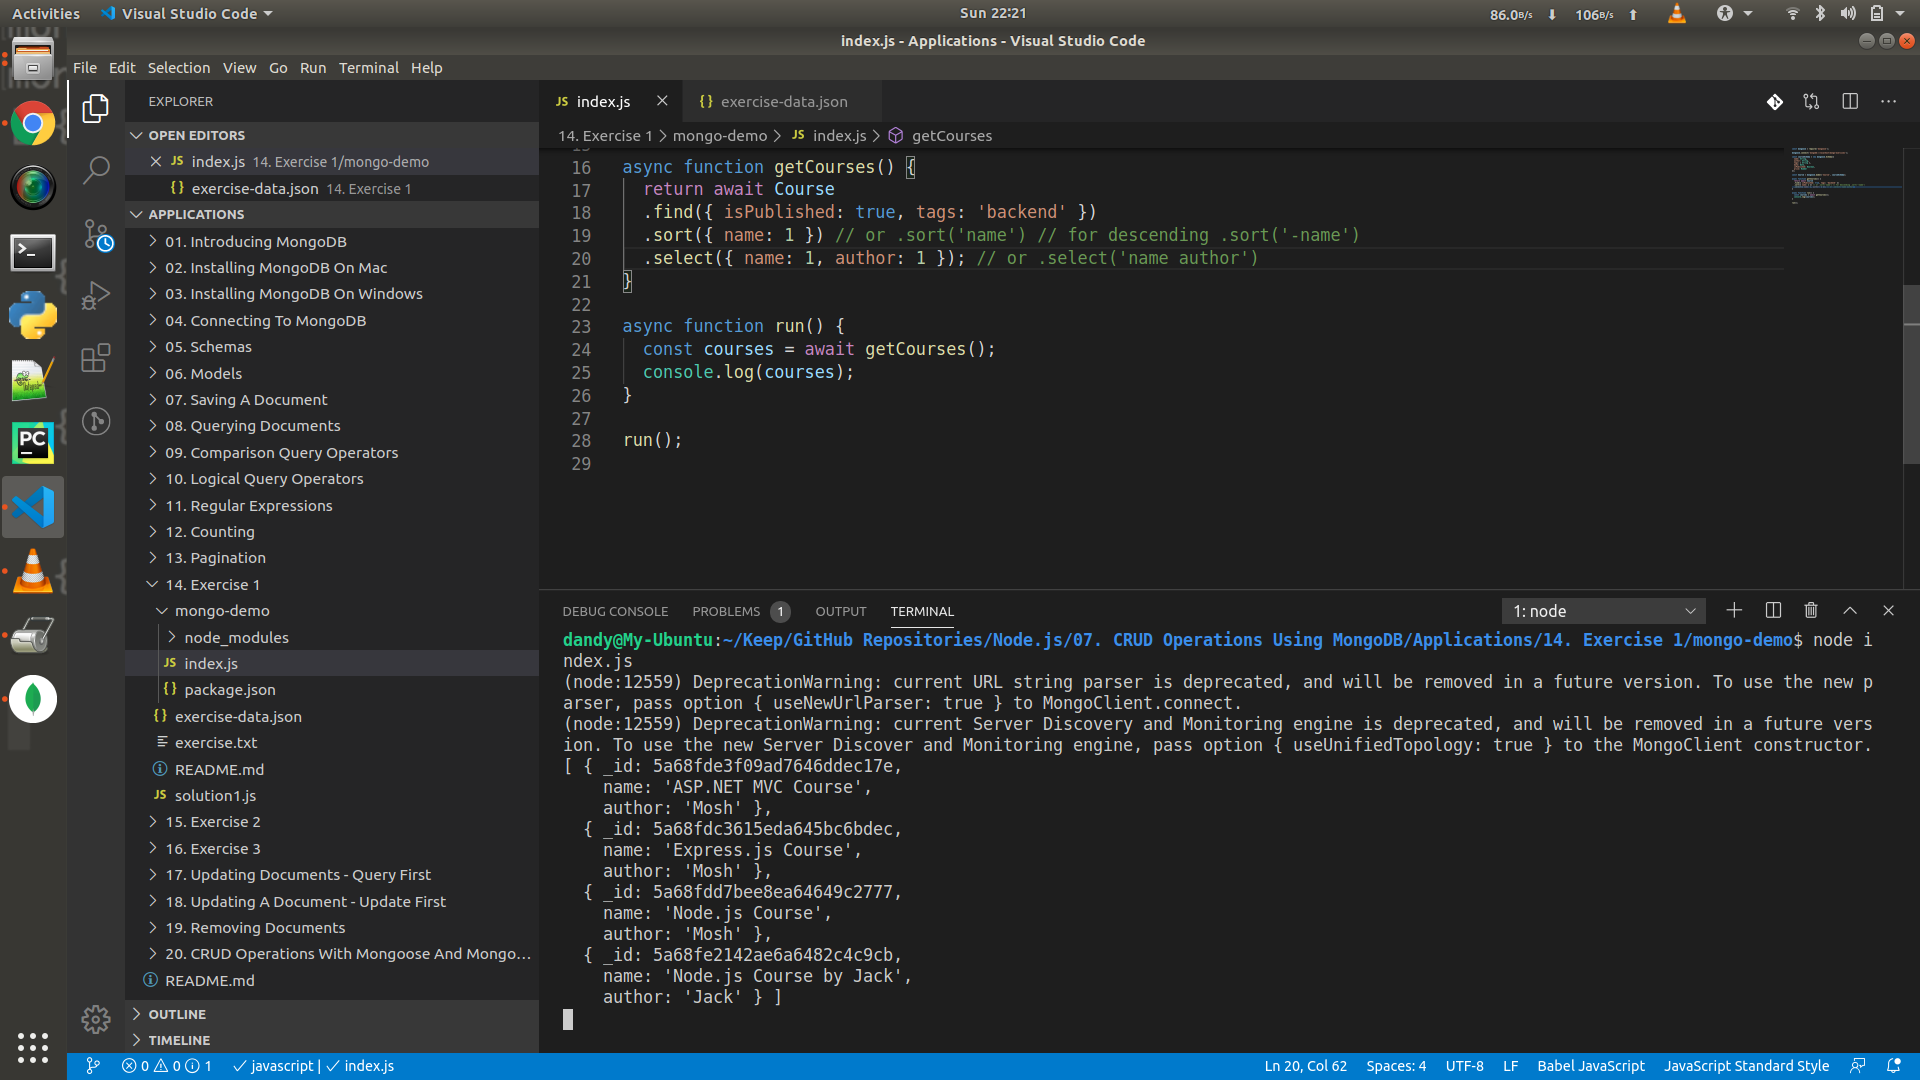 Activities
Visual Studio Code
Sun 22:21
86.0B/s
106B/s
index.js - Applications - Visual Studio Code
File Edit Selection View Go Run Terminal Help
EXPLORER
OPEN EDITORS
JS index.js 14. Exercise 1/mongo-demo
{} exercise-data.json 14. Exercise 1
APPLICATIONS
01. Introducing MongoDB
02. Installing MongoDB On Mac
03. Installing MongoDB On Windows
04. Connecting To MongoDB
05. Schemas
06. Models
07. Saving A Document
08. Querying Documents
09. Comparison Query Operators
10. Logical Query Operators
11. Regular Expressions
12. Counting
13. Pagination
14. Exercise 1
mongo-demo
node_modules
JS index.js
{} package.json
{} exercise-data.json
exercise.txt
README.md
JS solution1.js
15. Exercise 2
16. Exercise 3
17. Updating Documents - Query First
18. Updating A Document - Update First
19. Removing Documents
20. CRUD Operations With Mongoose And Mongo...
README.md
OUTLINE
TIMELINE
JS index.js
{} exercise-data.json
14. Exercise 1 > mongo-demo > JS index.js > getCourses
16 async function getCourses() {
17 return await Course
18 .find({ isPublished: true, tags: 'backend' })
19 .sort({ name: 1 }) // or .sort('name') // for descending .sort('-name')
20 .select({ name: 1, author: 1 }); // or .select('name author')
21 }
22
23 async function run() {
24 const courses = await getCourses();
25 console.log(courses);
26 }
27
28 run();
29
DEBUG CONSOLE PROBLEMS 1 OUTPUT TERMINAL
1: node
dandy@My-Ubuntu:~/Keep/GitHub Repositories/Node.js/07. CRUD Operations Using MongoDB/Applications/14. Exercise 1/mongo-demo$ node i
ndex.js
(node:12559) DeprecationWarning: current URL string parser is deprecated, and will be removed in a future version. To use the new p
arser, pass option { useNewUrlParser: true } to MongoClient.connect.
(node:12559) DeprecationWarning: current Server Discovery and Monitoring engine is deprecated, and will be removed in a future vers
ion. To use the new Server Discover and Monitoring engine, pass option { useUnifiedTopology: true } to the MongoClient constructor.
[ { _id: 5a68fde3f09ad7646ddec17e,
name: 'ASP.NET MVC Course',
author: 'Mosh' },
{ _id: 5a68fdc3615eda645bc6bdec,
name: 'Express.js Course',
author: 'Mosh' },
{ _id: 5a68fdd7bee8ea64649c2777,
name: 'Node.js Course',
author: 'Mosh' },
{ _id: 5a68fe2142ae6a6482c4c9cb,
name: 'Node.js Course by Jack',
author: 'Jack' } ]
0 0 1 javascript | index.js
Ln 20, Col 62 Spaces: 4 UTF-8 LF Babel JavaScript JavaScript Standard Style